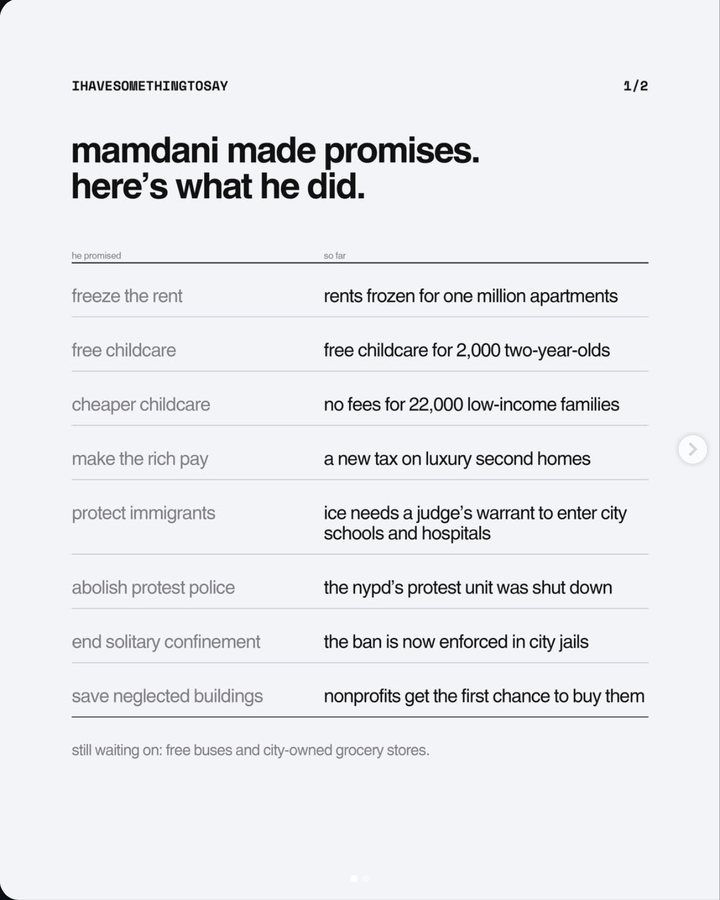 IHAVESOMETHINGTOSAY
1/2
mamdani made promises.
here’s what he did.
he promised
so far
freeze the rent
rents frozen for one million apartments
free childcare
free childcare for 2,000 two-year-olds
cheaper childcare
no fees for 22,000 low-income families
make the rich pay
a new tax on luxury second homes
protect immigrants
ice needs a judge’s warrant to enter city
schools and hospitals
abolish protest police
the nypd’s protest unit was shut down
end solitary confinement
the ban is now enforced in city jails
save neglected buildings
nonprofits get the first chance to buy them
still waiting on: free buses and city-owned grocery stores.